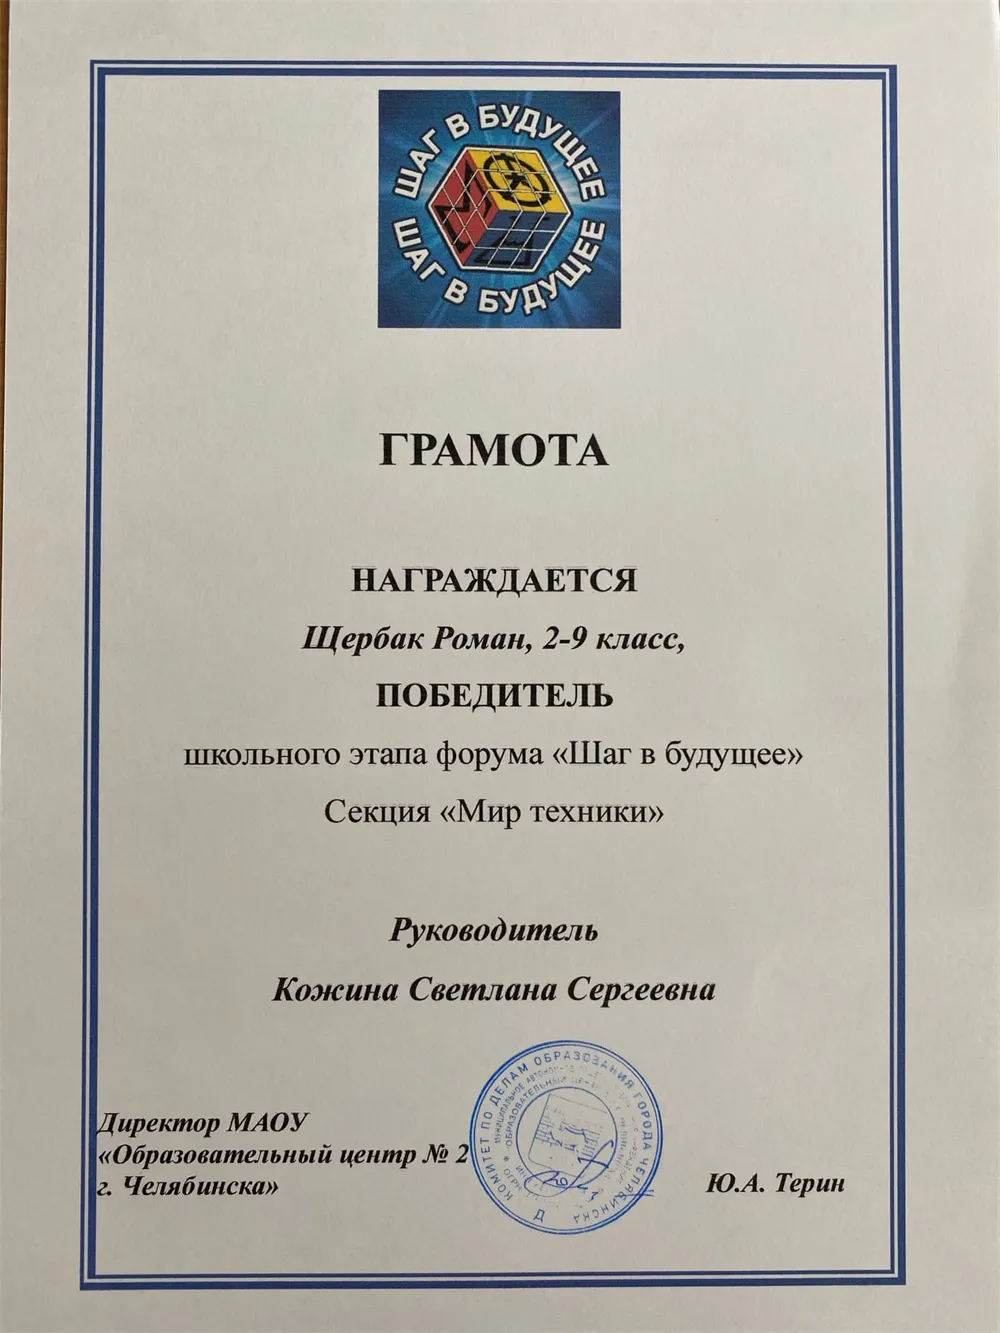 ШАГ В БУДУЩЕЕ
ШАГ В БУДУЩЕЕ
ГРАМОТА
НАГРАЖДАЕТСЯ
Щербак Роман, 2-9 класс,
ПОБЕДИТЕЛЬ
школьного этапа форума «Шаг в будущее»
Секция «Мир техники»
Руководитель
Кожина Светлана Сергеевна
Директор МАОУ
«Образовательный центр № 2
г. Челябинска»
Ю.А. Терин
КОМИТЕТ ПО ДЕЛАМ ОБРАЗОВАНИЯ ГОРОДА ЧЕЛЯБИНСКА